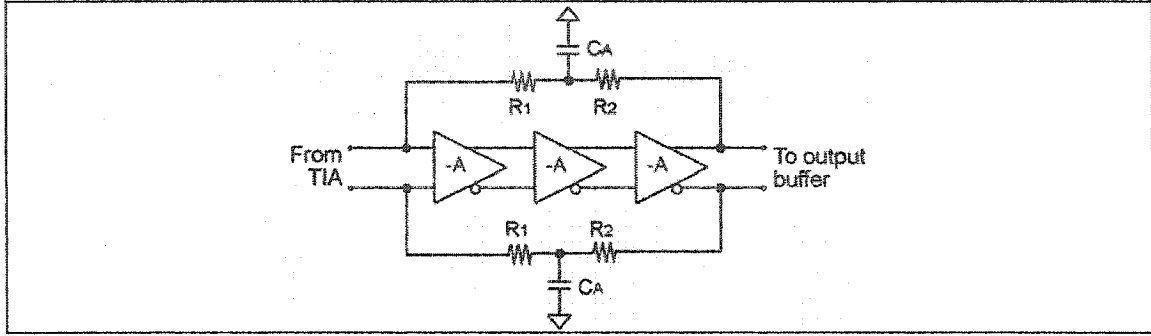 CA
R1 R2
From TIA
-A -A -A
To output buffer
R1 R2
CA